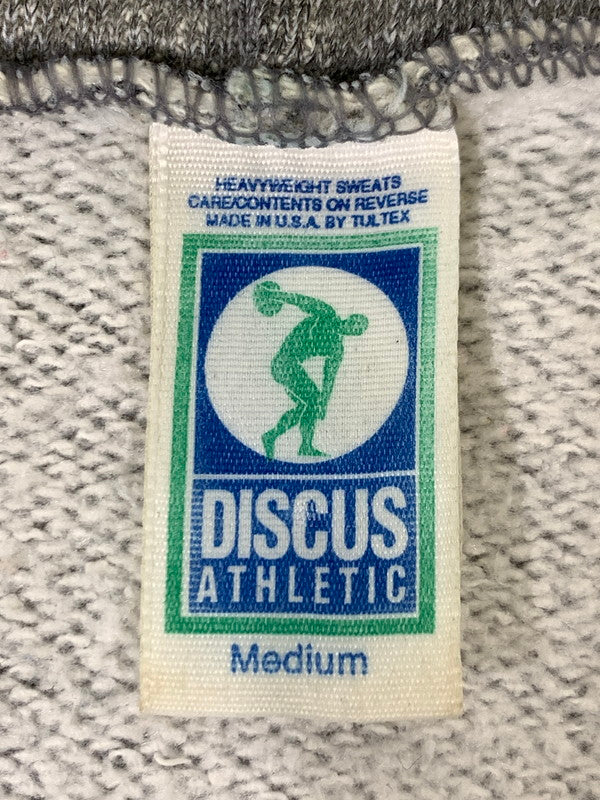 HEAVYWEIGHT SWEATS
CARE/CONTENTS ON REVERSE
MADE IN U.S.A. BY TULTEX
DISCUS
ATHLETIC
Medium